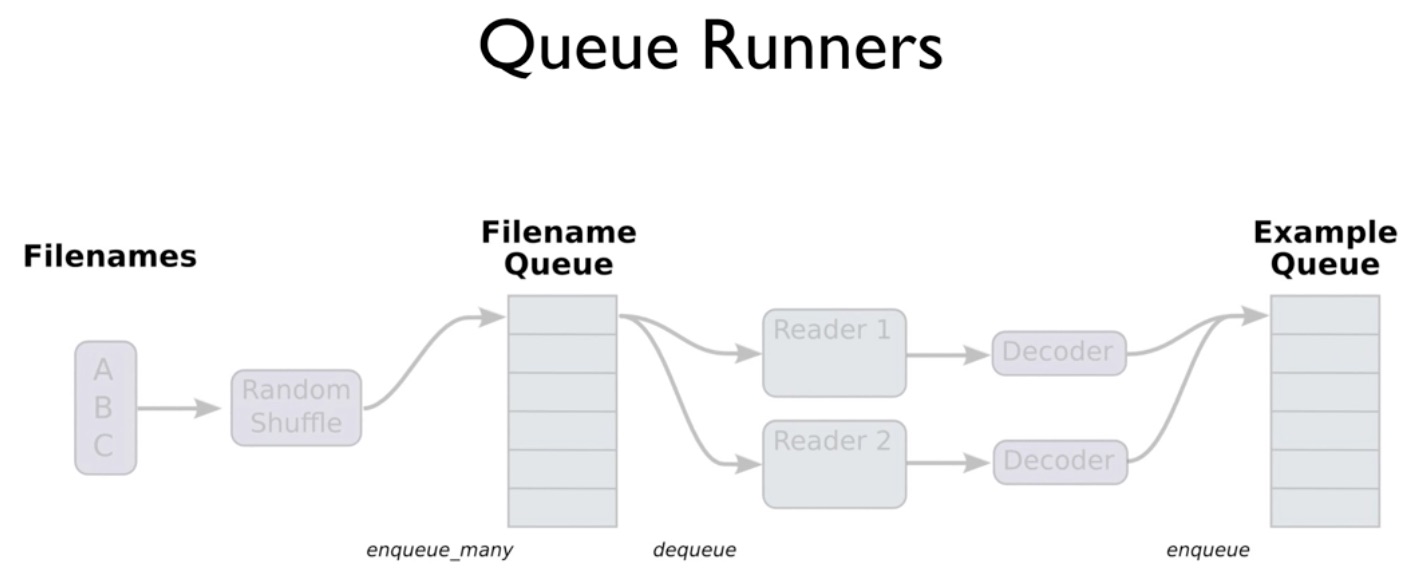 Queue Runners
Filenames
Filename
Queue
Example
Queue
A
B
C
Random
Shuffle
Reader 1
Decoder
Reader 2
Decoder
enqueue_many
dequeue
enqueue